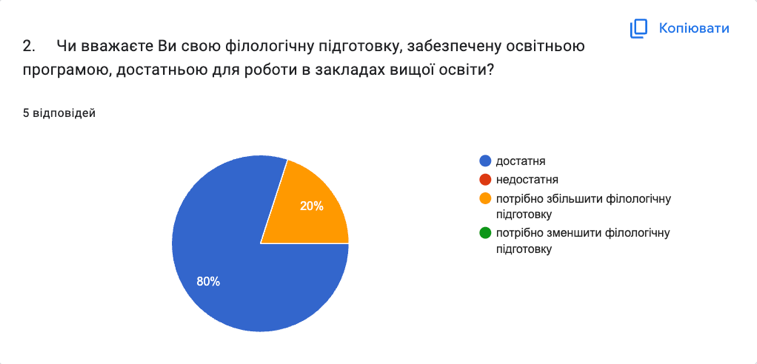 Копіювати
2. Чи вважаєте Ви свою філологічну підготовку, забезпечену освітньою
програмою, достатньою для роботи в закладах вищої освіти?
5 відповідей
достатня
недостатня
потрібно збільшити філологічну
підготовку
потрібно зменшити філологічну
підготовку
20%
80%